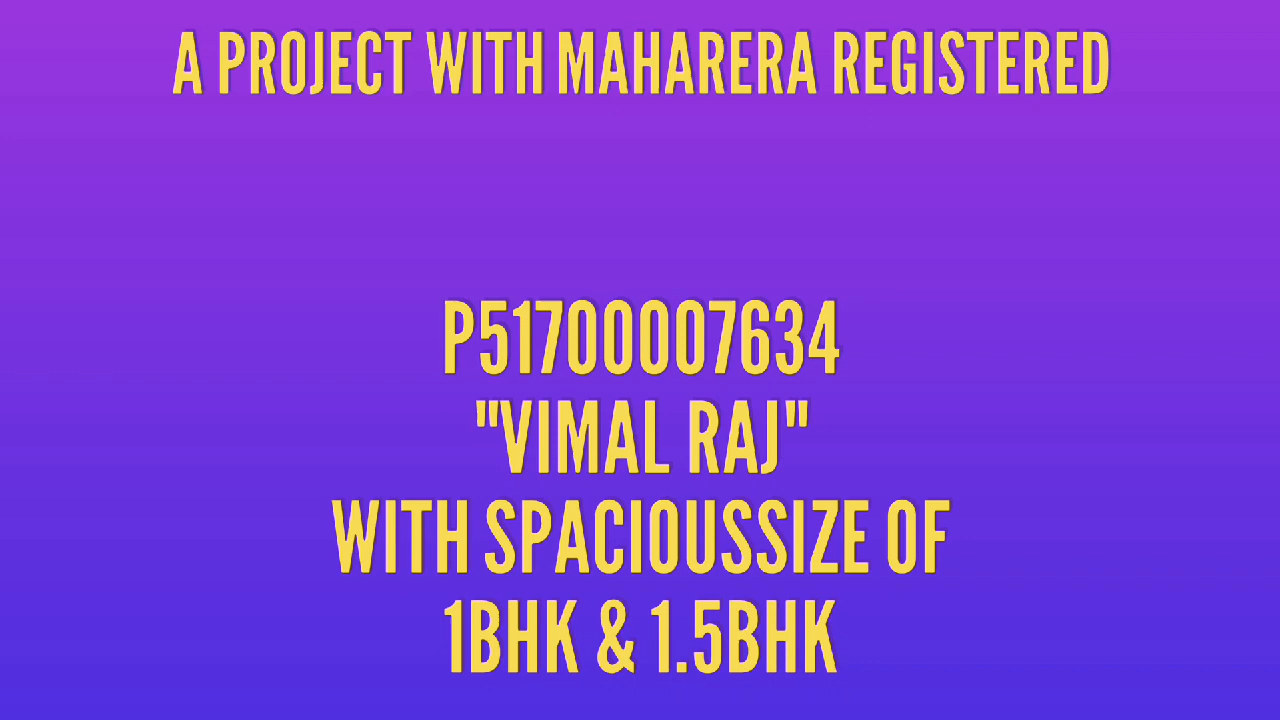 A PROJECT WITH MAHARERA REGISTERED
P51700007634
"VIMAL RAJ"
WITH SPACIOUSSIZE OF
1BHK & 1.5BHK